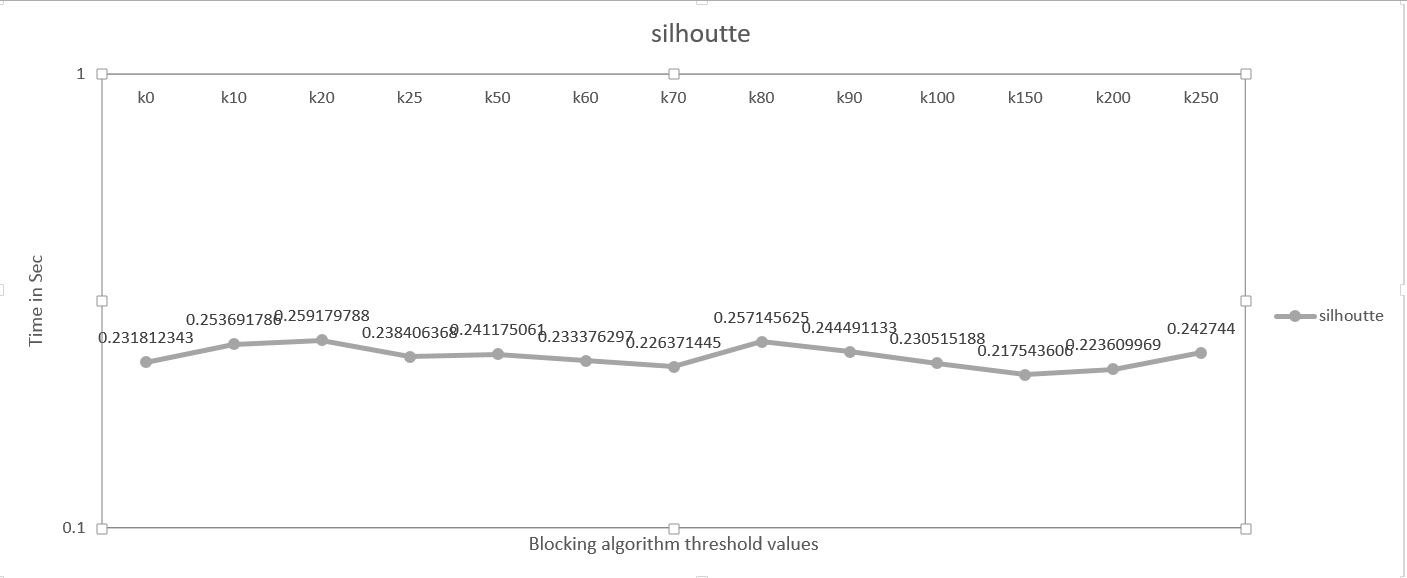 silhoutte
1
k0 k10 k20 k25 k50 k60 k70 k80 k90 k100 k150 k200 k250
Time in Sec
0.231812343 0.253691786 0.259179788 0.238406368 0.241175061 0.233376297 0.226371445 0.257145625 0.244491133 0.230515188 0.217543606 0.223609969 0.242744
silhoutte
0.1
Blocking algorithm threshold values